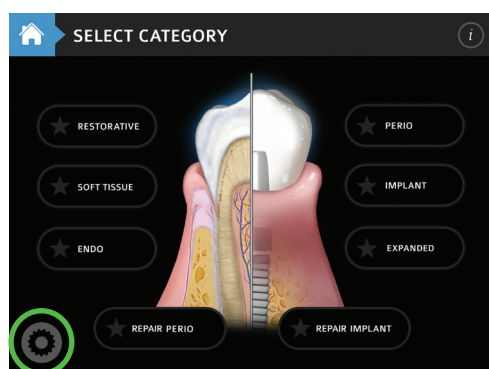 SELECT CATEGORY
i
RESTORATIVE
PERIO
SOFT TISSUE
IMPLANT
ENDO
EXPANDED
REPAIR PERIO
REPAIR IMPLANT